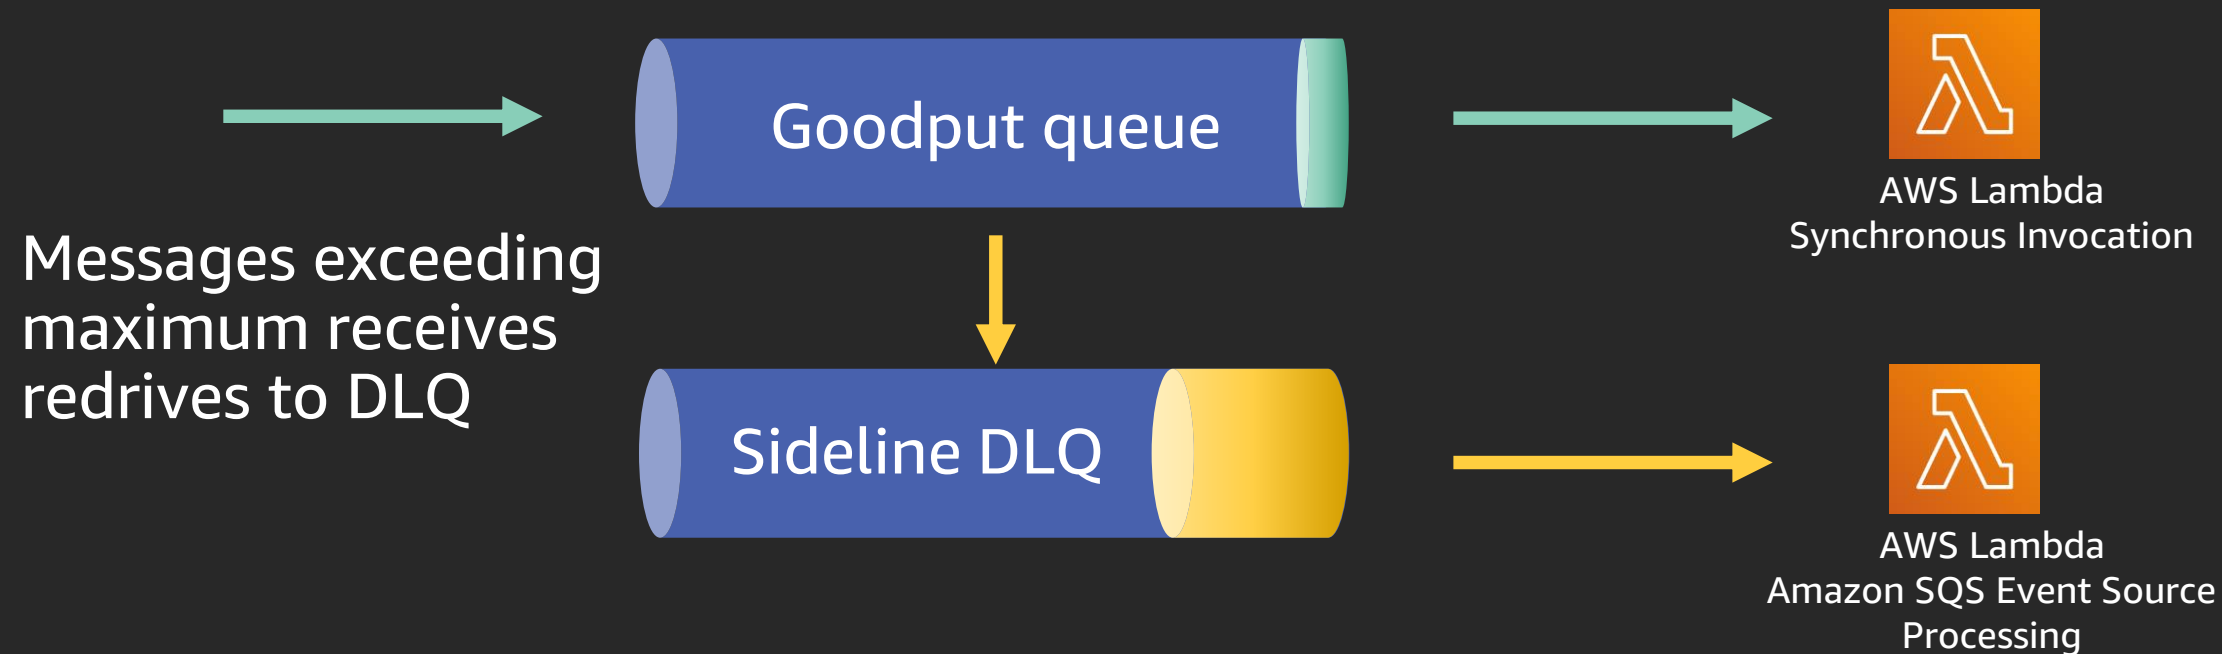 Goodput queue
AWS Lambda
Synchronous Invocation
Messages exceeding
maximum receives
redrives to DLQ
Sideline DLQ
AWS Lambda
Amazon SQS Event Source
Processing